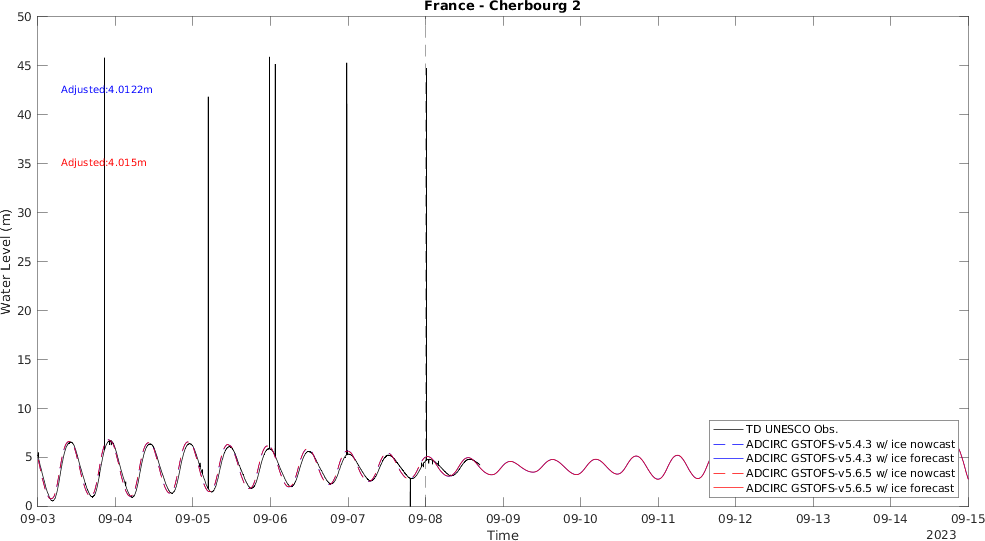 France - Cherbourg 2
50
45
40
35
30
25
20
15
10
5
0
Water Level (m)
Adjusted:4.0122m
Adjusted:4.015m
TD UNESCO Obs.
ADCIRC GSTOFS-v5.4.3 w/ ice nowcast
ADCIRC GSTOFS-v5.4.3 w/ ice forecast
ADCIRC GSTOFS-v5.6.5 w/ ice nowcast
ADCIRC GSTOFS-v5.6.5 w/ ice forecast
09-03 09-04 09-05 09-06 09-07 09-08 09-09 09-10 09-11 09-12 09-13 09-14 09-15
Time
2023